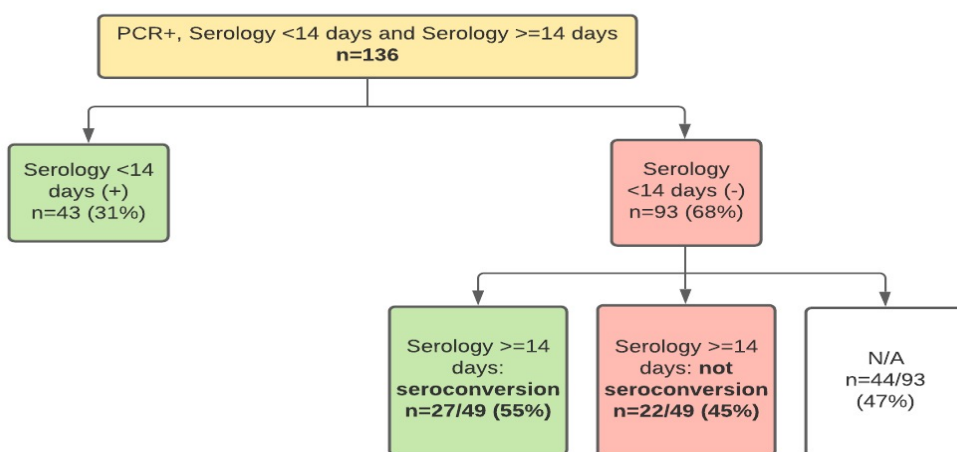 PCR+, Serology <14 days and Serology >=14 days
n=136
Serology <14
days (+)
n=43 (31%)
Serology
<14 days (-)
n=93 (68%)
Serology >=14
days:
seroconversion
n=27/49 (55%)
Serology >=14
days: not
seroconversion
n=22/49 (45%)
N/A
n=44/93
(47%)